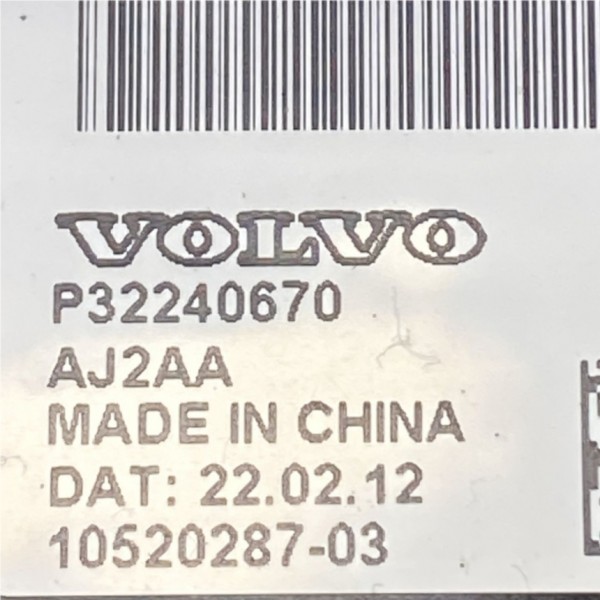 VOLVO
P32240670
AJ2AA
MADE IN CHINA
DAT: 22.02.12
10520287-03